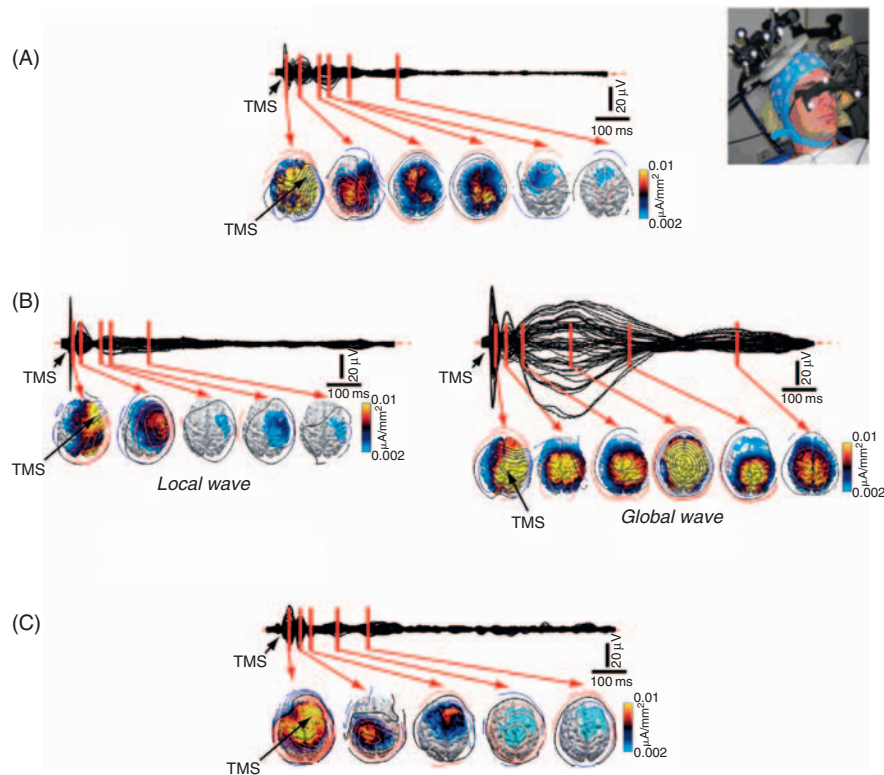 (A)
TMS
20 µV
100 ms
0.01
µA/mm²
0.002
TMS
(B)
TMS
20 µV
100 ms
0.01
µA/mm²
0.002
TMS
Local wave
TMS
20 µV
100 ms
0.01
µA/mm²
0.002
TMS
Global wave
(C)
TMS
20 µV
100 ms
0.01
µA/mm²
0.002
TMS